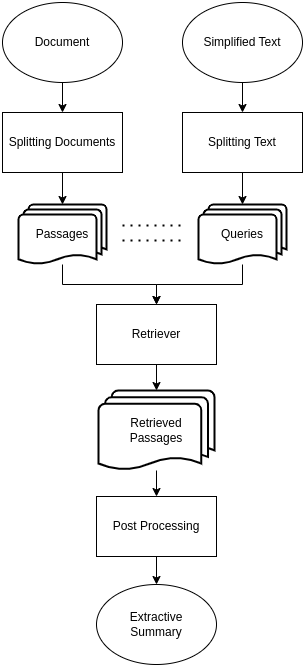 Document
Simplified Text
Splitting Documents
Splitting Text
Passages
Queries
Retriever
Retrieved
Passages
Post Processing
Extractive
Summary